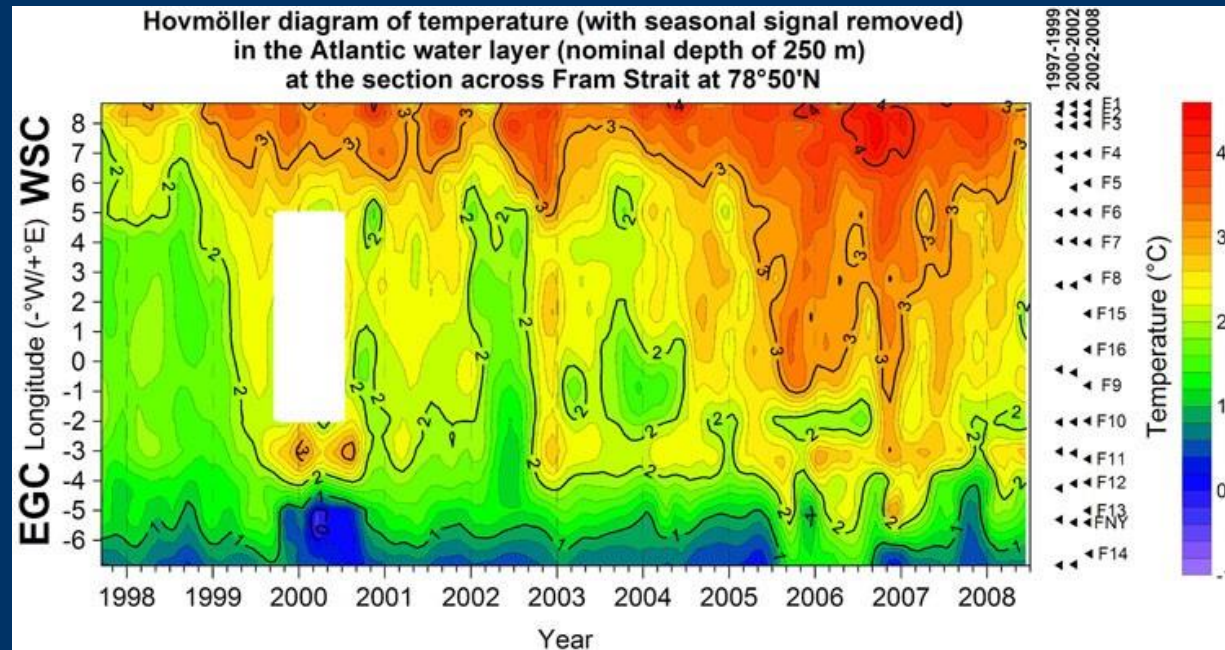 Hovmöller diagram of temperature (with seasonal signal removed)
in the Atlantic water layer (nominal depth of 250 m)
at the section across Fram Strait at 78°50'N
1997-1999
2000-2002
2002-2008
EGC Longitude (-°W/+°E) WSC
8
7
6
5
4
3
2
1
0
-1
-2
-3
-4
-5
-6
1998 1999 2000 2001 2002 2003 2004 2005 2006 2007 2008
Year
E1
E2
F3
F4
F5
F6
F7
F8
F15
F16
F9
F10
F11
F12
F13
FNY
F14
Temperature (°C)
4
3
2
1
0
-1